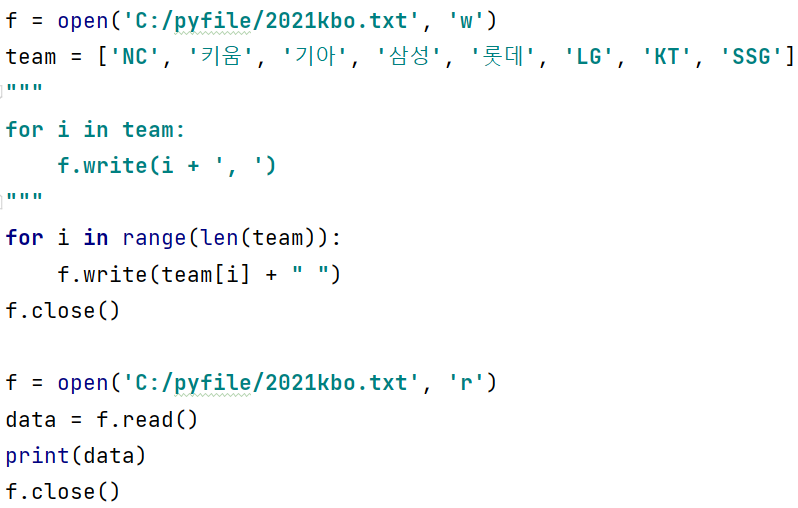 f = open('C:/pyfile/2021kbo.txt', 'w')
team = ['NC', '키움', '기아', '삼성', '롯데', 'LG', 'KT', 'SSG']
"""
for i in team:
    f.write(i + ', ')
"""
for i in range(len(team)):
    f.write(team[i] + " ")
f.close()

f = open('C:/pyfile/2021kbo.txt', 'r')
data = f.read()
print(data)
f.close()